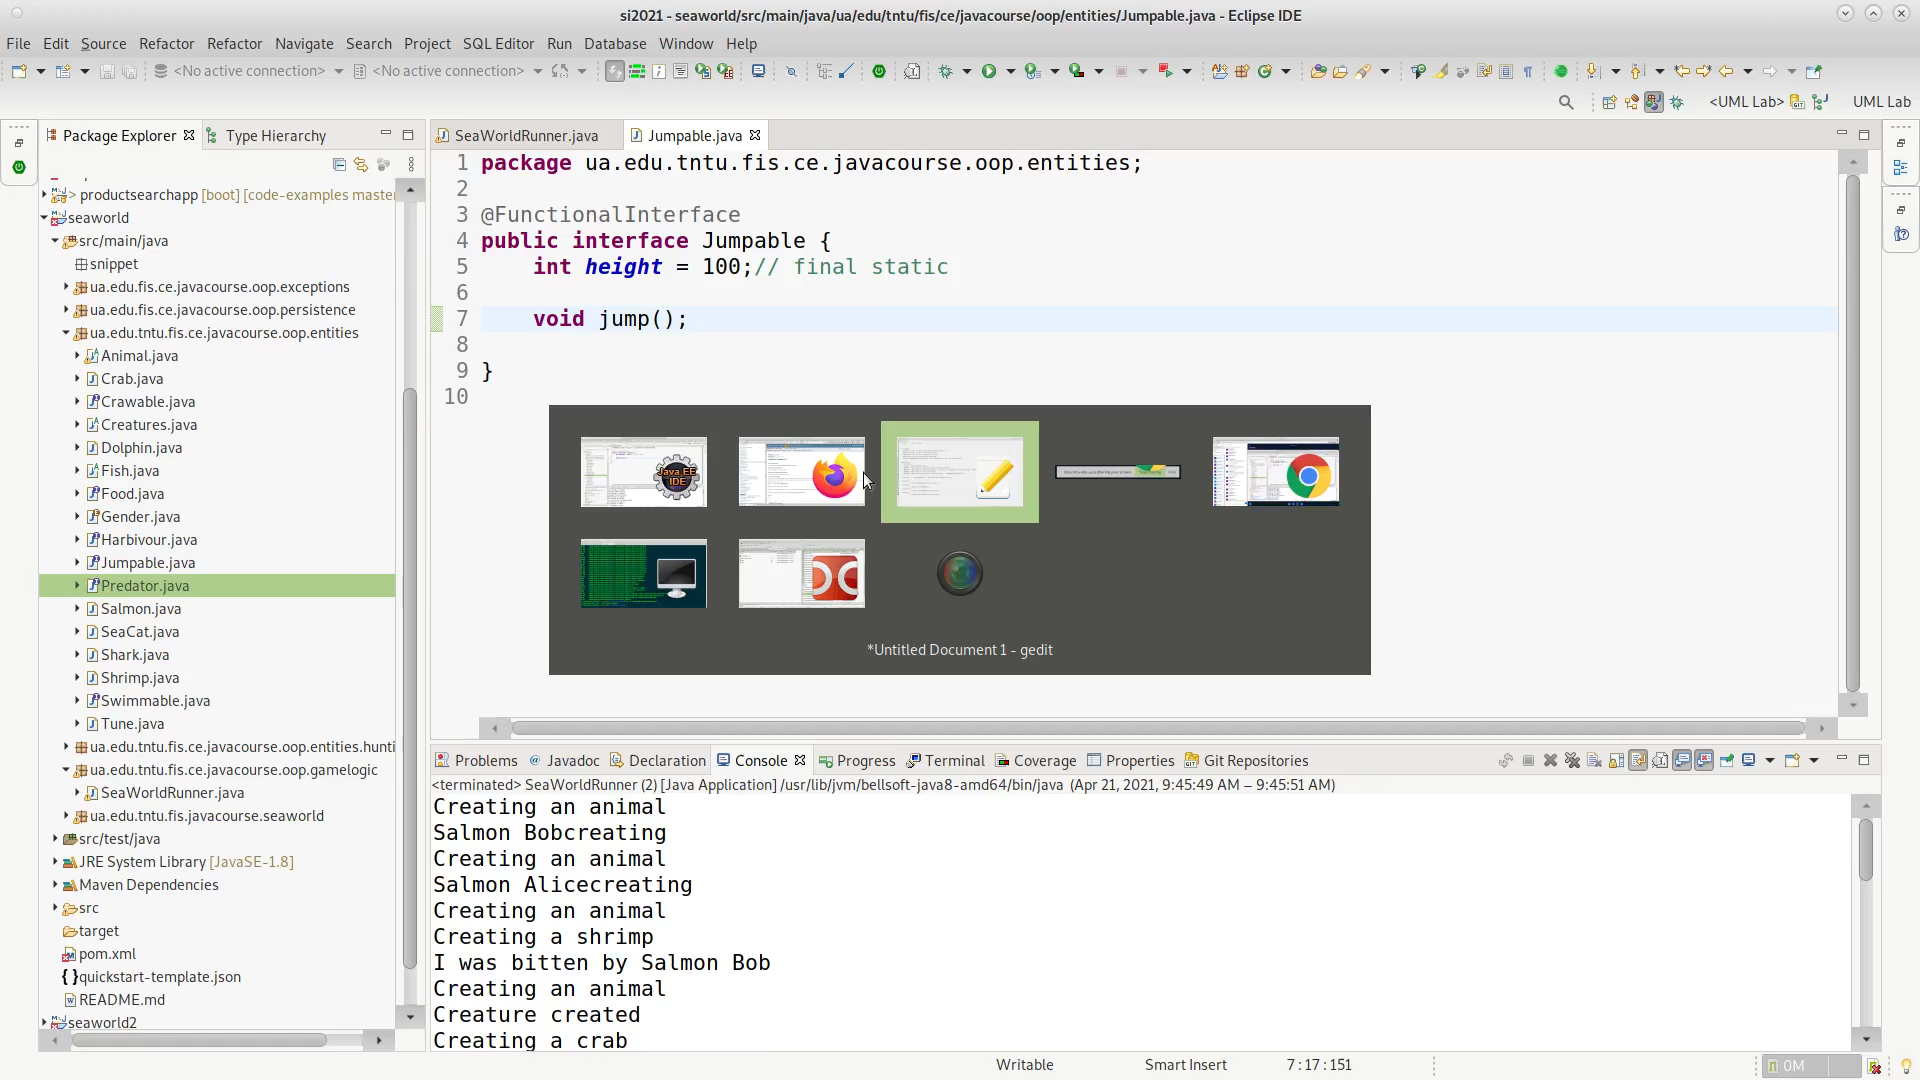 si2021 - seaworld/src/main/java/ua/edu/tntu/fis/ce/javacourse/oop/entities/Jumpable.java - Eclipse IDE
File Edit Source Refactor Refactor Navigate Search Project SQL Editor Run Database Window Help
<No active connection> <No active connection>
<UML Lab> UML Lab
Package Explorer Type Hierarchy
> productsearchapp [boot] [code-examples master
seaworld
src/main/java
snippet
ua.edu.fis.ce.javacourse.oop.exceptions
ua.edu.fis.ce.javacourse.oop.persistence
ua.edu.tntu.fis.ce.javacourse.oop.entities
Animal.java
Crab.java
Crawable.java
Creatures.java
Dolphin.java
Fish.java
Food.java
Gender.java
Harbivour.java
Jumpable.java
Predator.java
Salmon.java
SeaCat.java
Shark.java
Shrimp.java
Swimmable.java
Tune.java
ua.edu.tntu.fis.ce.javacourse.oop.entities.hunti
ua.edu.tntu.fis.ce.javacourse.oop.gamelogic
SeaWorldRunner.java
ua.edu.tntu.fis.javacourse.seaworld
src/test/java
JRE System Library [JavaSE-1.8]
Maven Dependencies
src
target
pom.xml
quickstart-template.json
README.md
seaworld2
SeaWorldRunner.java Jumpable.java
1 package ua.edu.tntu.fis.ce.javacourse.oop.entities;
2
3 @FunctionalInterface
4 public interface Jumpable {
5 int height = 100;// final static
6
7 void jump();
8
9 }
10
Java EE
IDE
*Untitled Document 1 - gedit
Problems Javadoc Declaration Console Progress Terminal Coverage Properties Git Repositories
<terminated> SeaWorldRunner (2) [Java Application] /usr/lib/jvm/bellsoft-java8-amd64/bin/java (Apr 21, 2021, 9:45:49 AM – 9:45:51 AM)
Creating an animal
Salmon Bobcreating
Creating an animal
Salmon Alicecreating
Creating an animal
Creating a shrimp
I was bitten by Salmon Bob
Creating an animal
Creature created
Creating a crab
Writable Smart Insert 7:17:151 0M